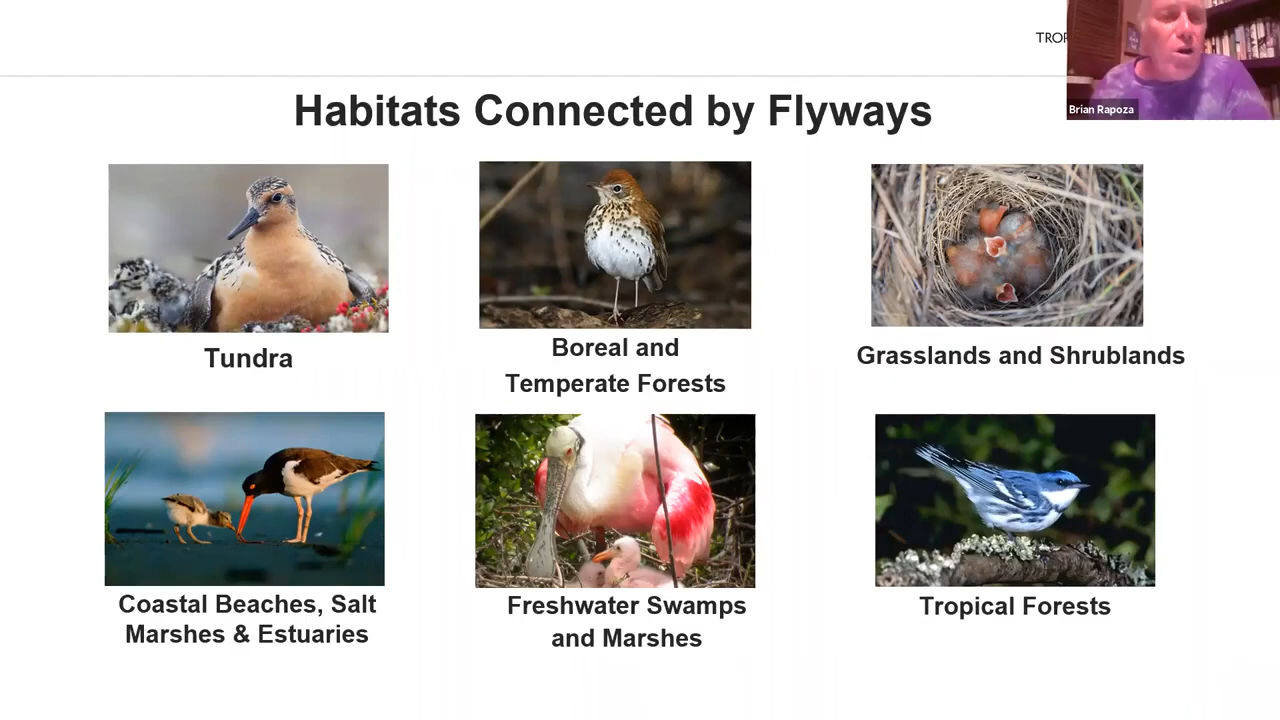 Brian Rapoza
Habitats Connected by Flyways
Tundra
Boreal and
Temperate Forests
Grasslands and Shrublands
Coastal Beaches, Salt
Marshes & Estuaries
Freshwater Swamps
and Marshes
Tropical Forests